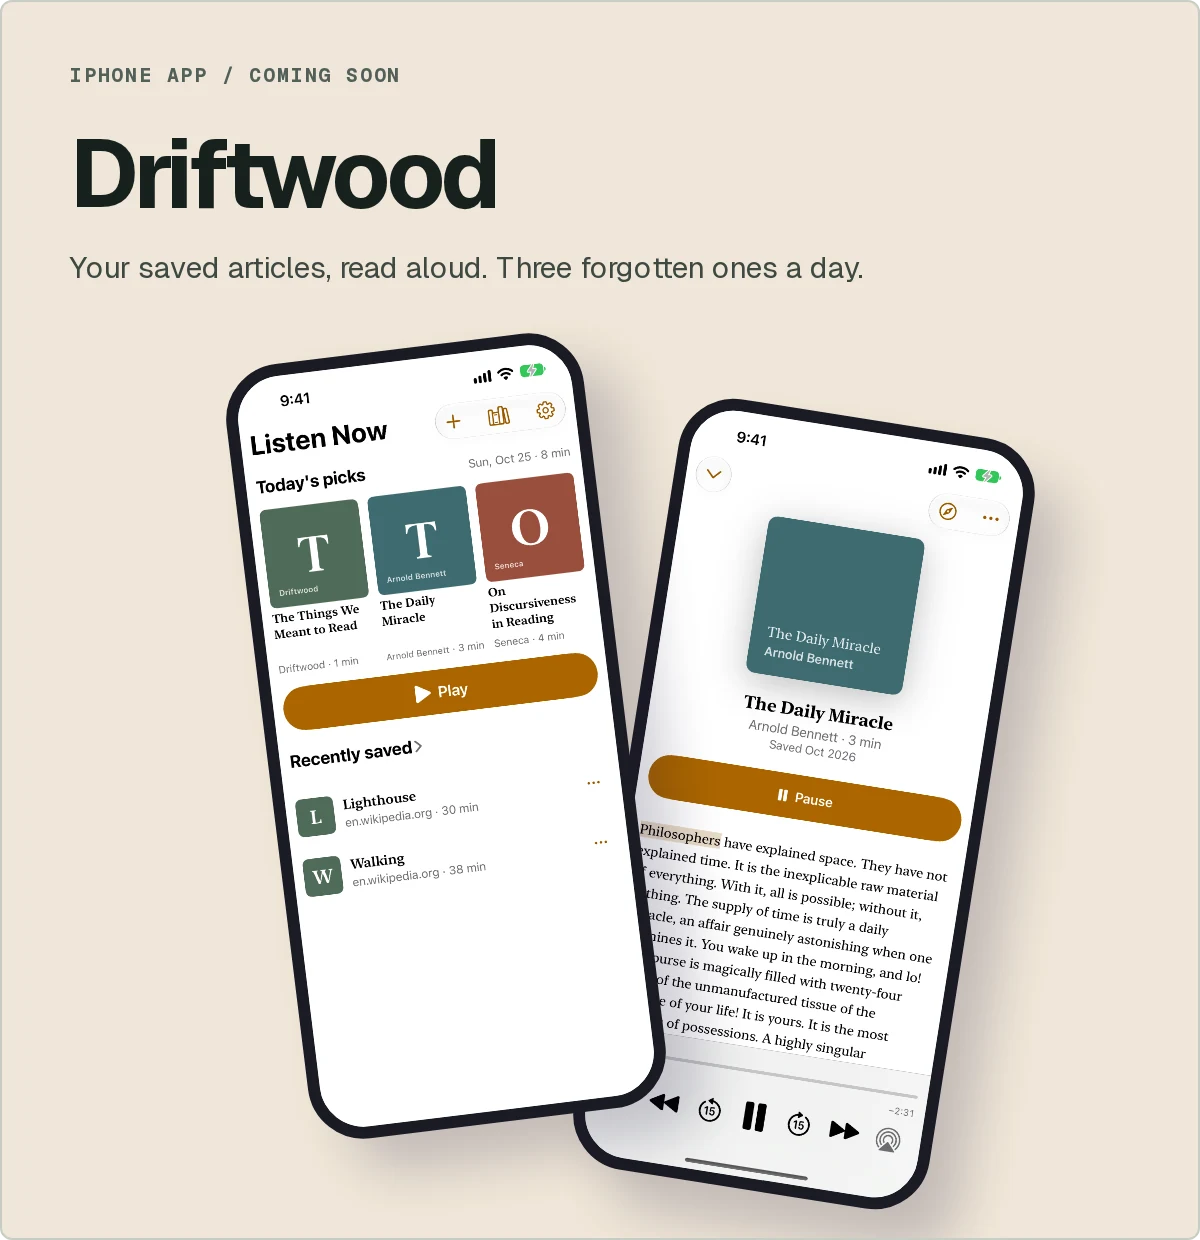 IPHONE APP / COMING SOON
Driftwood
Your saved articles, read aloud. Three forgotten ones a day.
9:41
Listen Now
Today's picks
Sun, Oct 25 · 8 min
T
Driftwood
T
Arnold Bennett
O
Seneca
The Things We
Meant to Read
Driftwood · 1 min
The Daily
Miracle
Arnold Bennett · 3 min
On
Discursiveness
in Reading
Seneca · 4 min
Play
Recently saved
L
Lighthouse
en.wikipedia.org · 30 min
W
Walking
en.wikipedia.org · 38 min
9:41
The Daily Miracle
Arnold Bennett
The Daily Miracle
Arnold Bennett · 3 min
Saved Oct 2026
Pause
Philosophers have explained space. They have not
explained time. It is the inexplicable raw material
everything. With it, all is possible; without it,
thing. The supply of time is truly a daily
acle, an affair genuinely astonishing when one
mines it. You wake up in the morning, and lo!
ourse is magically filled with twenty-four
of the unmanufactured tissue of the
e of your life! It is yours. It is the most
of possessions. A highly singular
-2:31
15
15